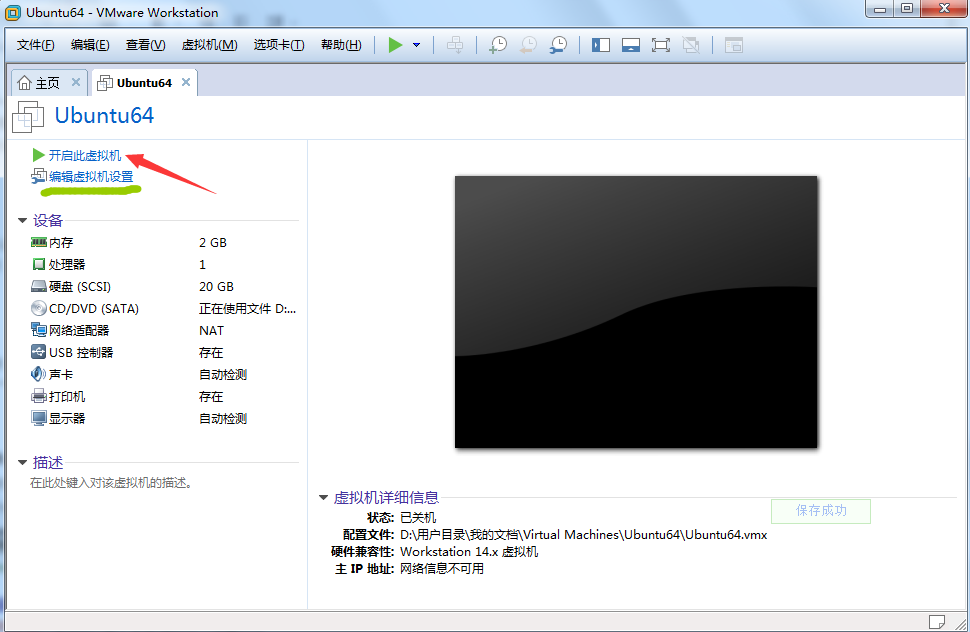 Ubuntu64 - VMware Workstation
文件(F) 编辑(E) 查看(V) 虚拟机(M) 选项卡(T) 帮助(H)
主页 Ubuntu64
Ubuntu64
开启此虚拟机
编辑虚拟机设置
设备
内存 2 GB
处理器 1
硬盘 (SCSI) 20 GB
CD/DVD (SATA) 正在使用文件 D:...
网络适配器 NAT
USB 控制器 存在
声卡 自动检测
打印机 存在
显示器 自动检测
描述
在此处键入对该虚拟机的描述。
虚拟机详细信息
状态: 已关机
配置文件: D:\用户目录\我的文档\Virtual Machines\Ubuntu64\Ubuntu64.vmx
硬件兼容性: Workstation 14.x 虚拟机
主 IP 地址: 网络信息不可用
保存成功